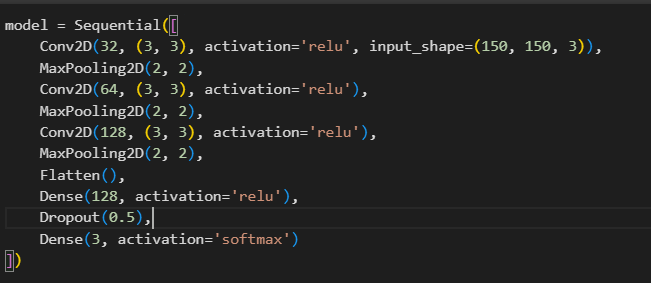 model = Sequential([
    Conv2D(32, (3, 3), activation='relu', input_shape=(150, 150, 3)),
    MaxPooling2D(2, 2),
    Conv2D(64, (3, 3), activation='relu'),
    MaxPooling2D(2, 2),
    Conv2D(128, (3, 3), activation='relu'),
    MaxPooling2D(2, 2),
    Flatten(),
    Dense(128, activation='relu'),
    Dropout(0.5),
    Dense(3, activation='softmax')
])